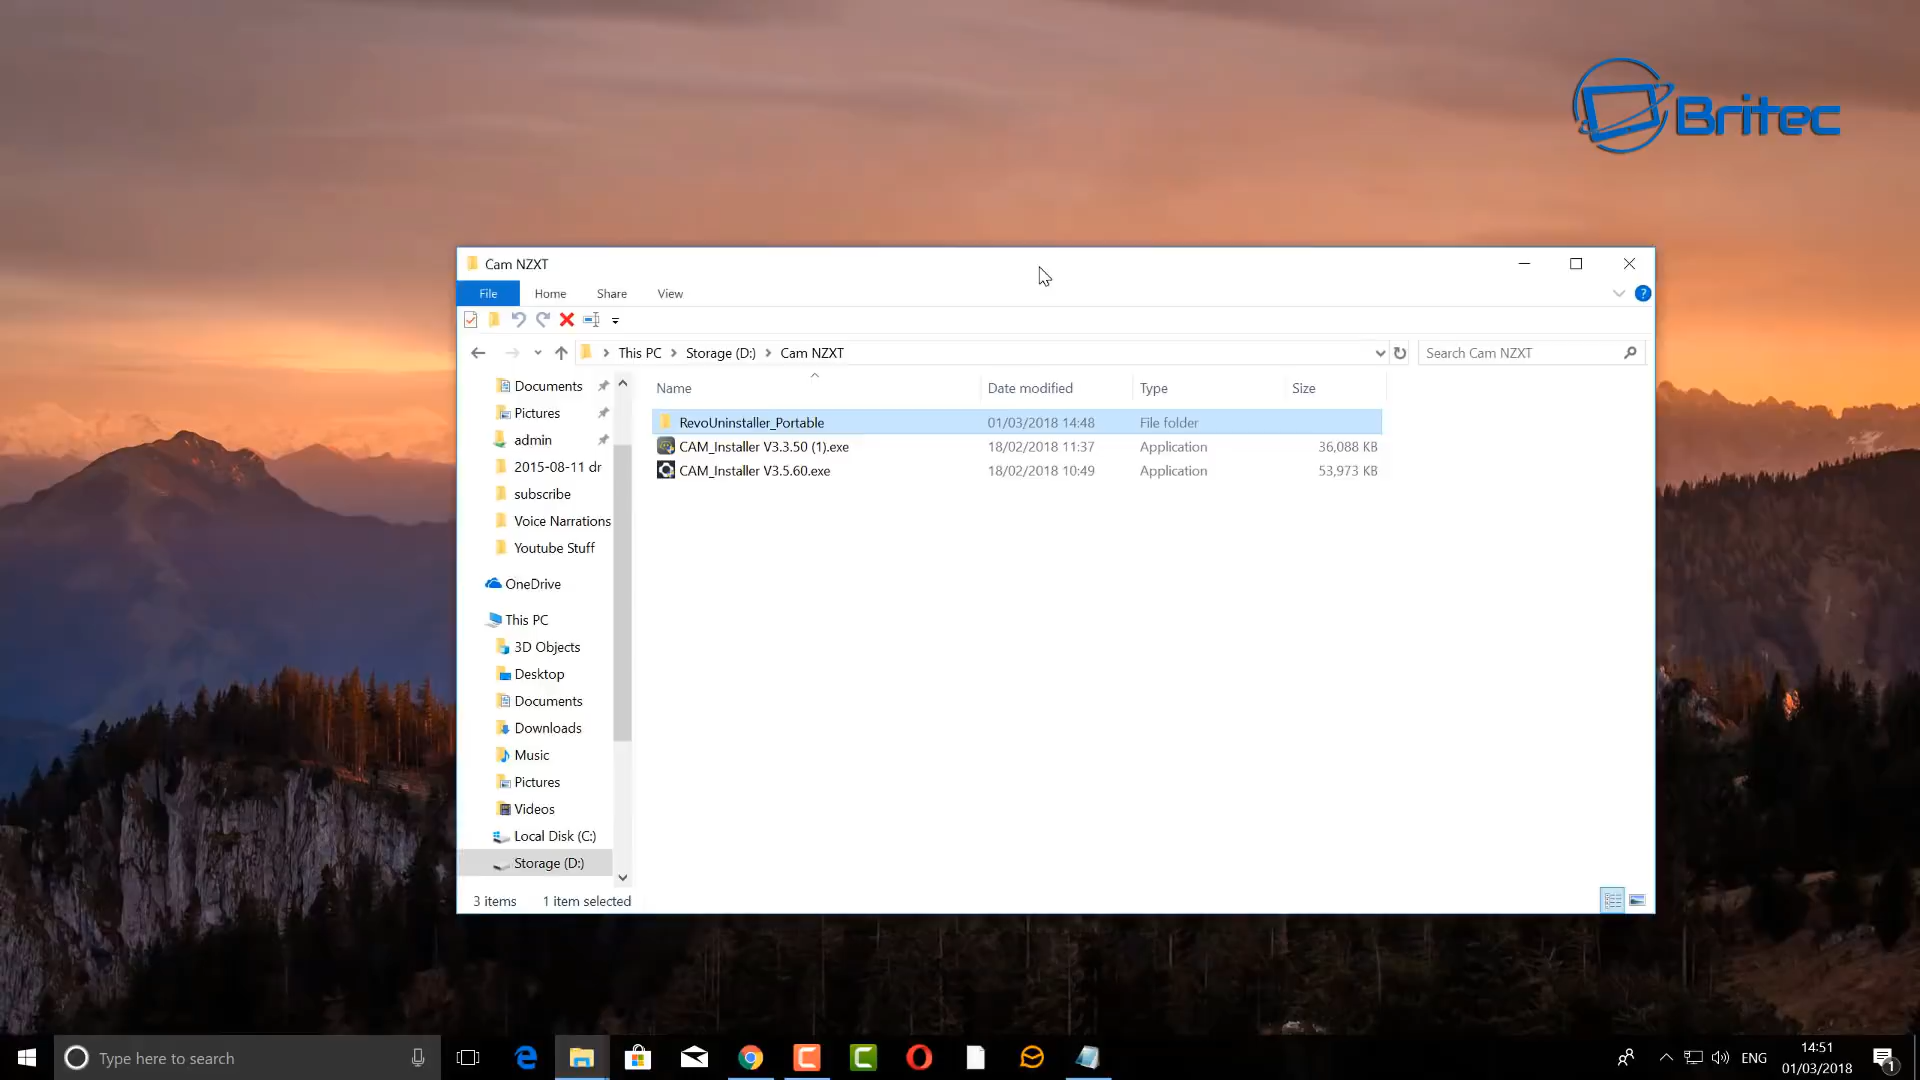 Britec
Cam NZXT
File Home Share View
This PC Storage (D:) Cam NZXT Search Cam NZXT
Name Date modified Type Size
RevoUninstaller_Portable 01/03/2018 14:48 File folder
CAM_Installer V3.3.50 (1).exe 18/02/2018 11:37 Application 36,088 KB
CAM_Installer V3.5.60.exe 18/02/2018 10:49 Application 53,973 KB
Documents
Pictures
admin
2015-08-11 dr
subscribe
Voice Narrations
Youtube Stuff
OneDrive
This PC
3D Objects
Desktop
Documents
Downloads
Music
Pictures
Videos
Local Disk (C:)
Storage (D:)
3 items 1 item selected
Type here to search
ENG
14:51
01/03/2018
1